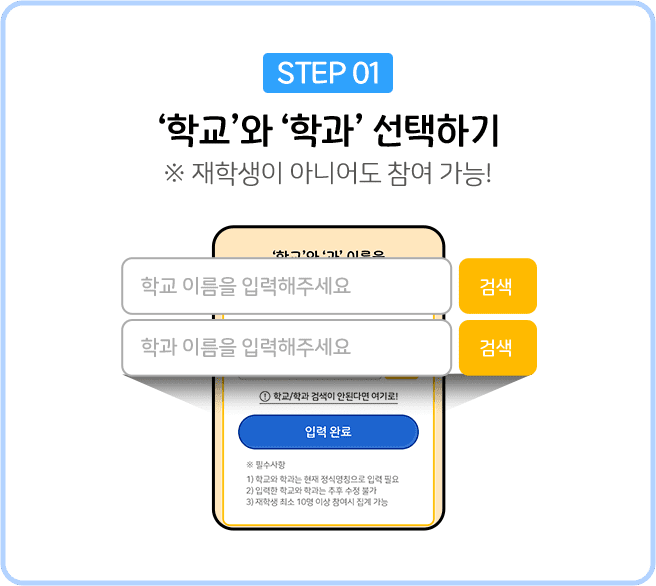 STEP 01
‘학교’와 ‘학과’ 선택하기
※ 재학생이 아니어도 참여 가능!
‘학교’와 ‘과’ 이름을
학교 이름을 입력해주세요
검색
학과 이름을 입력해주세요
검색
! 학교/학과 검색이 안된다면 여기로!
입력 완료
※ 필수사항
1) 학교와 학과는 현재 정식명칭으로 입력 필요
2) 입력한 학교와 학과는 추후 수정 불가
3) 재학생 최소 10명 이상 참여시 집계 가능